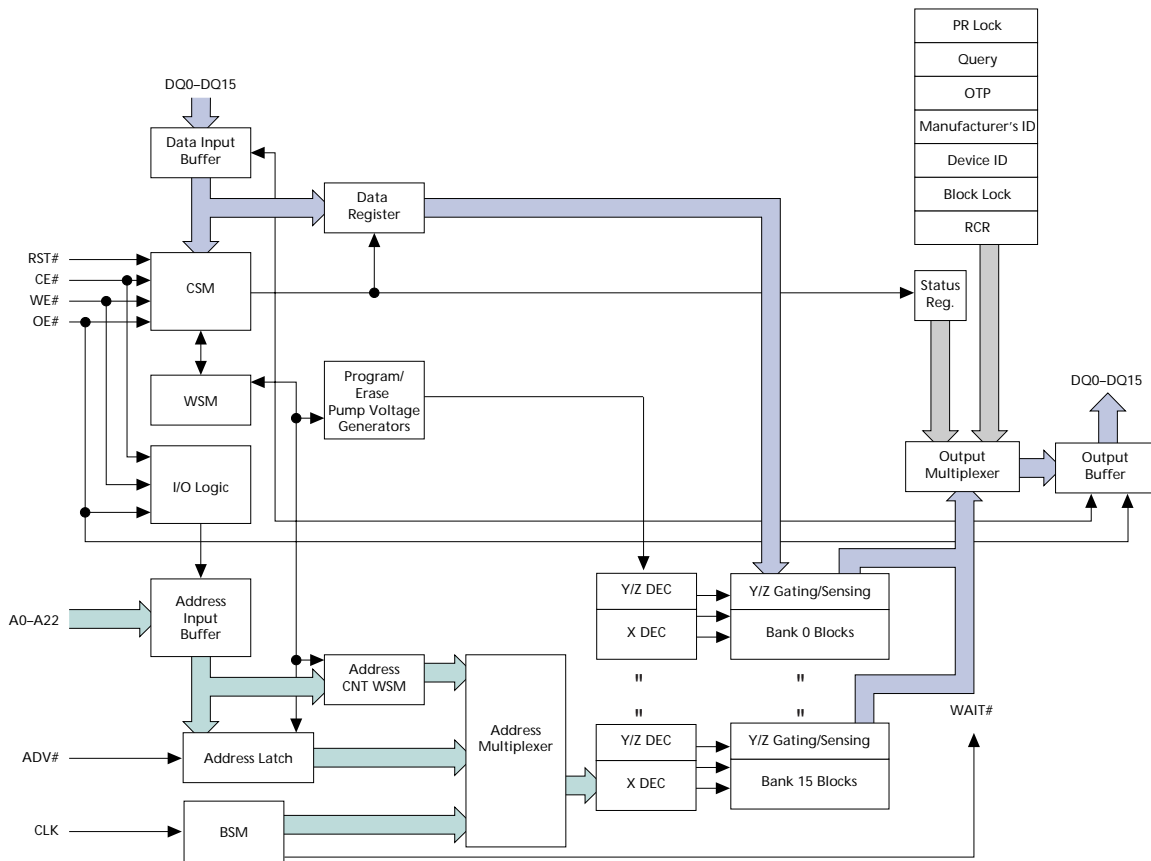 PR Lock
Query
OTP
Manufacturer's ID
Device ID
Block Lock
RCR
DQ0–DQ15
Data Input
Buffer
Data
Register
RST#
CE#
WE#
OE#
CSM
Status
Reg.
WSM
Program/
Erase
Pump Voltage
Generators
DQ0–DQ15
I/O Logic
Output
Multiplexer
Output
Buffer
A0–A22
Address
Input
Buffer
Y/Z DEC
X DEC
Y/Z Gating/Sensing
Bank 0 Blocks
Address
CNT WSM
" "
" "
WAIT#
Address
Multiplexer
ADV#
Address Latch
Y/Z DEC
X DEC
Y/Z Gating/Sensing
Bank 15 Blocks
CLK
BSM